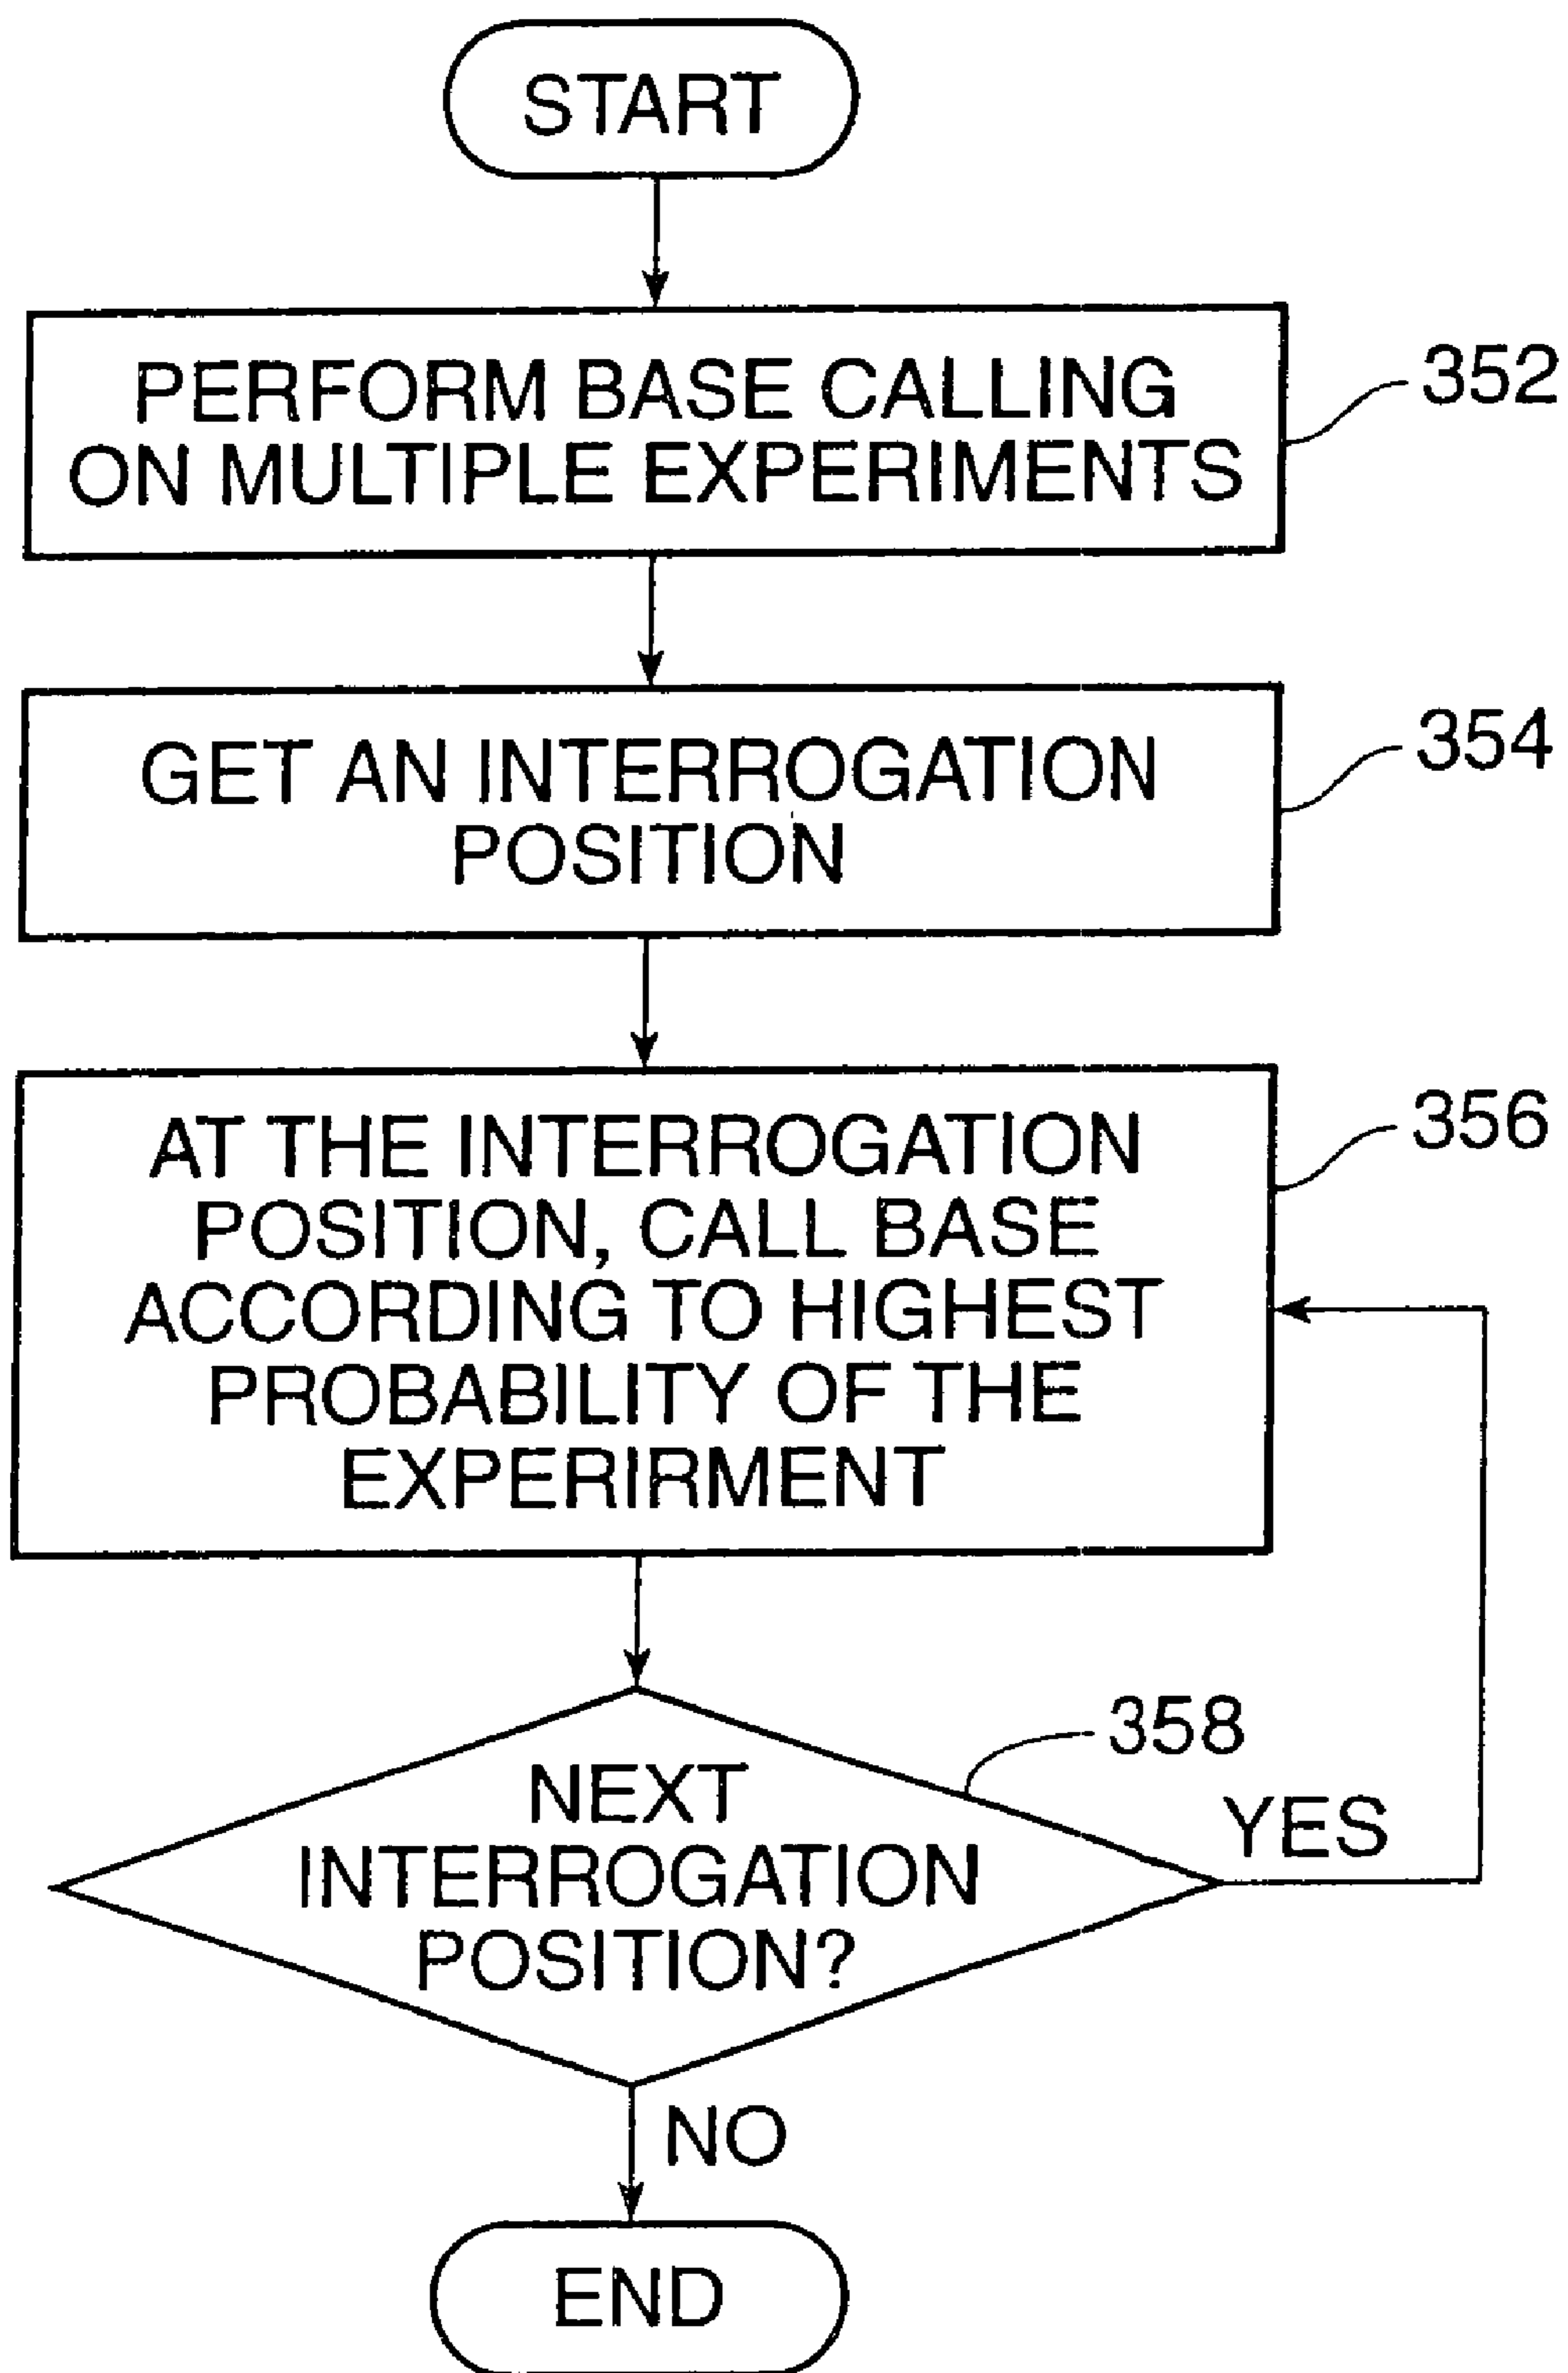 START
PERFORM BASE CALLING
ON MULTIPLE EXPERIMENTS
352
GET AN INTERROGATION
POSITION
354
AT THE INTERROGATION
POSITION, CALL BASE
ACCORDING TO HIGHEST
PROBABILITY OF THE
EXPERIRMENT
356
NEXT
INTERROGATION
POSITION?
358
YES
NO
END